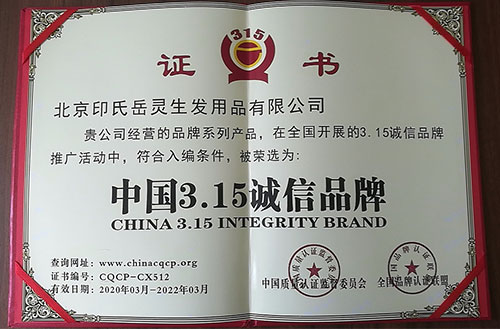 315
证 书
北京印氏岳灵生发用品有限公司
贵公司经营的品牌系列产品，在全国开展的3.15诚信品牌
推广活动中，符合入编条件，被荣选为：
中国3.15诚信品牌
CHINA 3.15 INTEGRITY BRAND
查询网址：www.chinacqcp.org
证书编号：CQCP-CX512
有效日期：2020年03月-2022年03月
中国质量认证监督委员会 全国品牌认证联盟